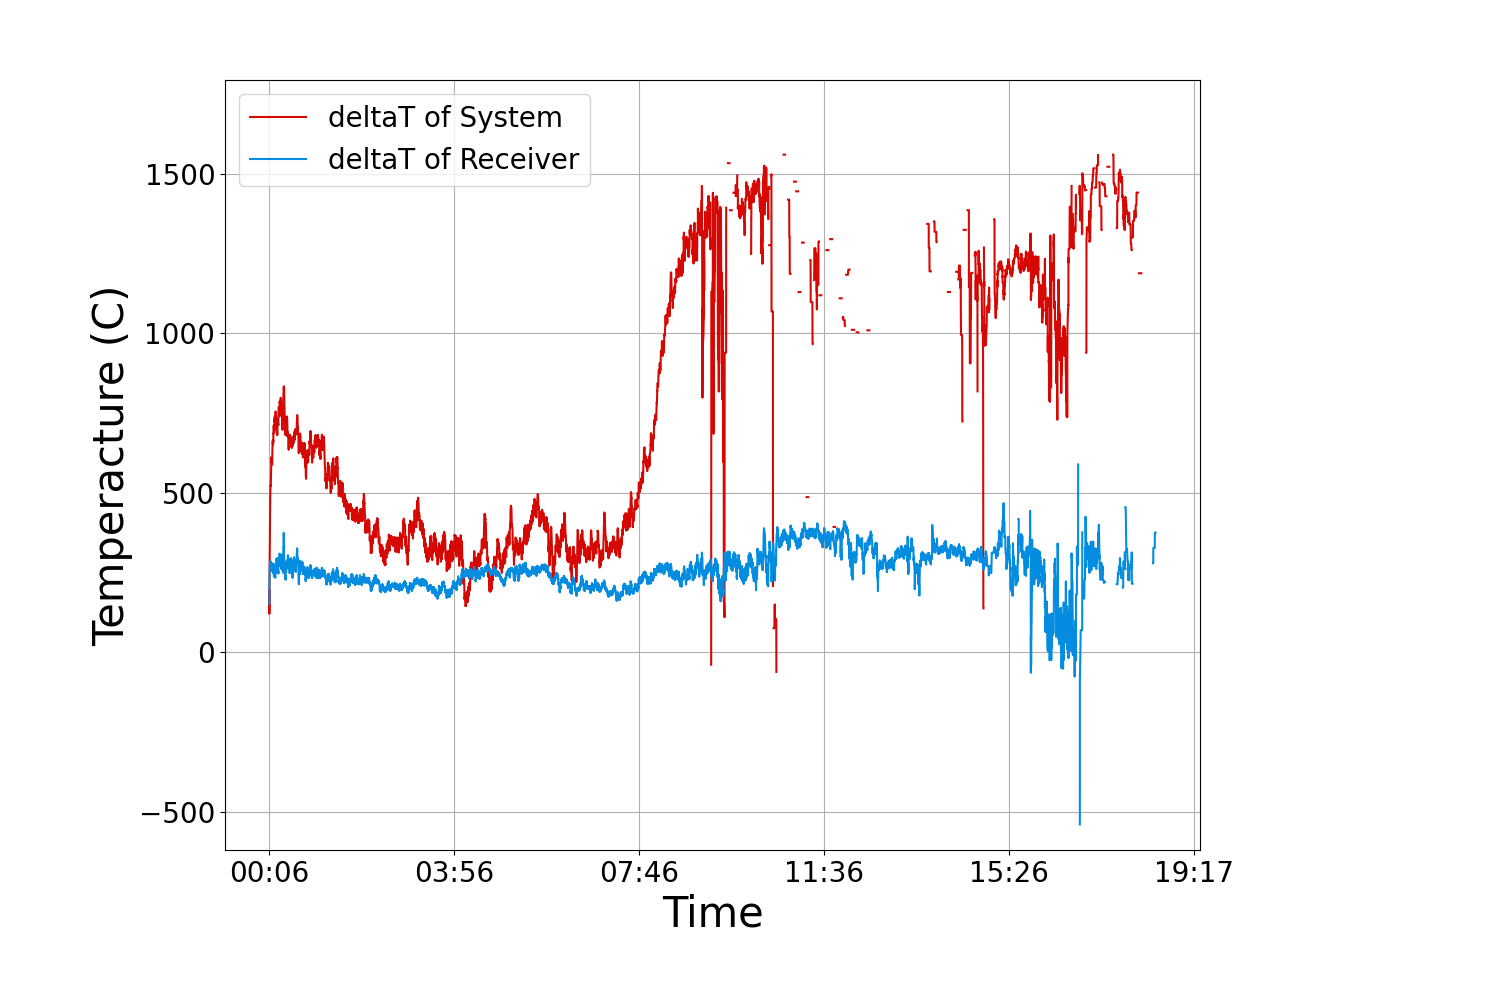 deltaT of System
deltaT of Receiver
Temperacture (C)
1500
1000
500
0
−500
00:06 03:56 07:46 11:36 15:26 19:17
Time